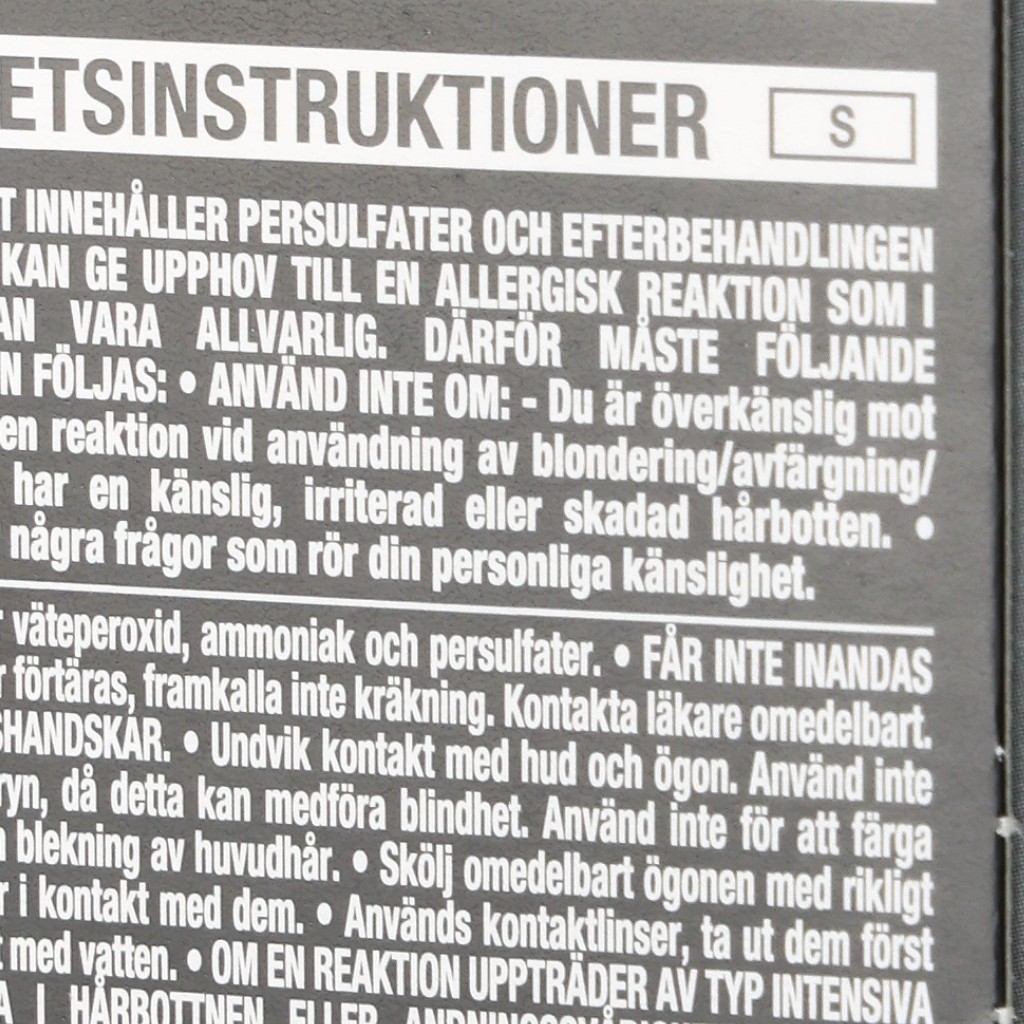 ETSINSTRUKTIONER S
T INNEHÅLLER PERSULFATER OCH EFTERBEHANDLINGEN
KAN GE UPPHOV TILL EN ALLERGISK REAKTION SOM I
AN VARA ALLVARLIG. DÄRFÖR MÅSTE FÖLJANDE
N FÖLJAS: • ANVÄND INTE OM: - Du är överkänslig mot
en reaktion vid användning av blondering/avfärgning/
har en känslig, irriterad eller skadad hårbotten. •
några frågor som rör din personliga känslighet.
väteperoxid, ammoniak och persulfater. • FÅR INTE INANDAS
r förtäras, framkalla inte kräkning. Kontakta läkare omedelbart.
SHANDSKAR. • Undvik kontakt med hud och ögon. Använd inte
ryn, då detta kan medföra blindhet. Använd inte för att färga
blekning av huvudhår. • Skölj omedelbart ögonen med rikligt
r i kontakt med dem. • Används kontaktlinser, ta ut dem först
t med vatten. • OM EN REAKTION UPPTRÄDER AV TYP INTENSIVA
A I HÅRBOTTNEN ELLER